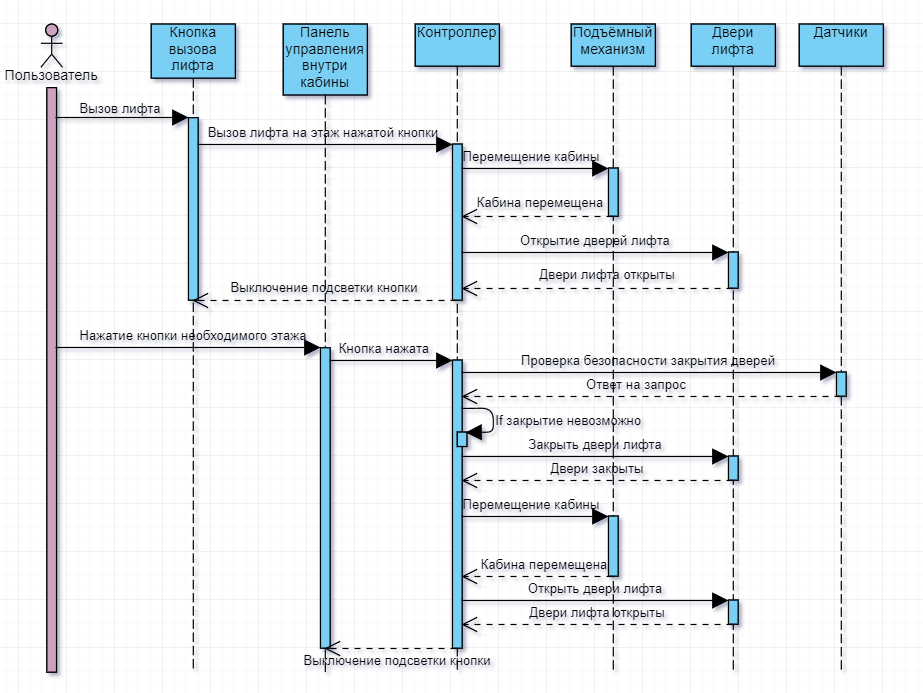 Пользователь
Кнопка
вызова
лифта
Панель
управления
внутри
кабины
Контроллер
Подъёмный
механизм
Двери
лифта
Датчики
Вызов лифта
Вызов лифта на этаж нажатой кнопки
Перемещение кабины
Кабина перемещена
Открытие дверей лифта
Двери лифта открыты
Выключение подсветки кнопки
Нажатие кнопки необходимого этажа
Кнопка нажата
Проверка безопасности закрытия дверей
Ответ на запрос
If закрытие невозможно
Закрыть двери лифта
Двери закрыты
Перемещение кабины
Кабина перемещена
Открыть двери лифта
Двери лифта открыты
Выключение подсветки кнопки